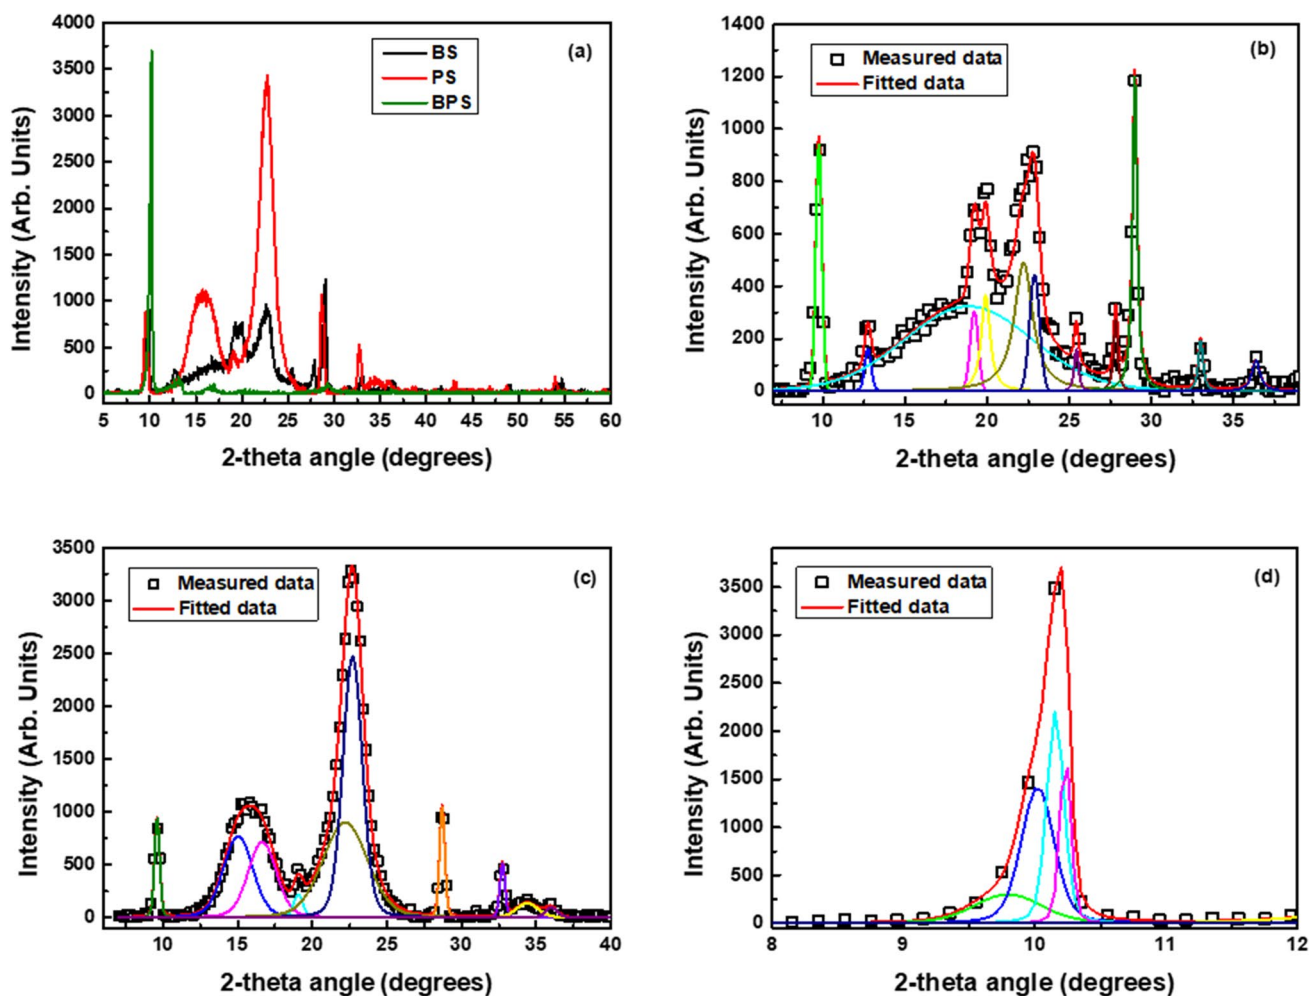 (a)
BS
PS
BPS
4000
3500
3000
2500
2000
1500
1000
500
0
Intensity (Arb. Units)
5 10 15 20 25 30 35 40 45 50 55 60
2-theta angle (degrees)
(b)
Measured data
Fitted data
1400
1200
1000
800
600
400
200
0
Intensity (Arb. Units)
10 15 20 25 30 35
2-theta angle (degrees)
(c)
Measured data
Fitted data
3500
3000
2500
2000
1500
1000
500
0
Intensity (Arb. Units)
10 15 20 25 30 35 40
2-theta angle (degrees)
(d)
Measured data
Fitted data
3500
3000
2500
2000
1500
1000
500
0
Intensity (Arb. Units)
8 9 10 11 12
2-theta angle (degrees)